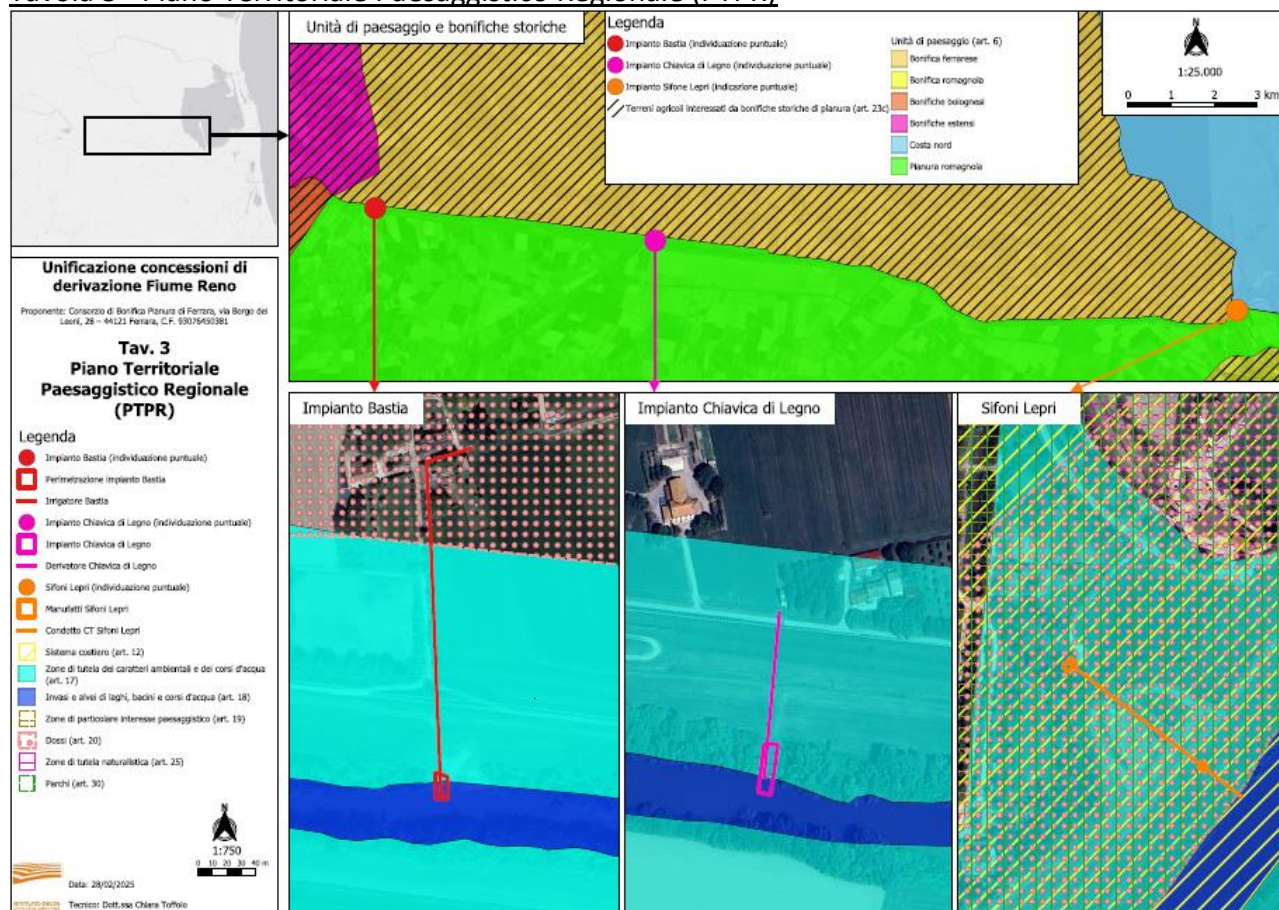 Tavola 3 - Piano Territoriale Paesaggistico Regionale (PTPR)
Unità di paesaggio e bonifiche storiche
Legenda
Impianto Bastia (individuazione puntuale)
Impianto Chiavica di Legno (individuazione puntuale)
Impianto Sifone Lepri (indicazione puntuale)
Terreni agricoli interessati da bonifiche storiche di pianura (art. 23c)
Unità di paesaggio (art. 6)
Bonifica ferrarese
Bonifica romagnola
Bonifiche bolognesi
Bonifiche estensi
Costa nord
Pianura romagnola
N
1:25.000
0 1 2 3 km
Unificazione concessioni di
derivazione Fiume Reno
Proponente: Consorzio di Bonifica Pianura di Ferrara, via Borgo dei
Leoni, 28 – 44121 Ferrara, C.F. 93076450381
Tav. 3
Piano Territoriale
Paesaggistico Regionale
(PTPR)
Legenda
Impianto Bastia (individuazione puntuale)
Perimetrazione impianto Bastia
Irrigatore Bastia
Impianto Chiavica di Legno (individuazione puntuale)
Impianto Chiavica di Legno
Derivatore Chiavica di Legno
Sifoni Lepri (individuazione puntuale)
Manufatti Sifoni Lepri
Condotto CT Sifoni Lepri
Sistema costiero (art. 12)
Zone di tutela dei caratteri ambientali e dei corsi d'acqua
(art. 17)
Invasi e alvei di laghi, bacini e corsi d'acqua (art. 18)
Zone di particolare interesse paesaggistico (art. 19)
Dossi (art. 20)
Zone di tutela naturalistica (art. 25)
Parchi (art. 30)
N
1:750
0 10 20 30 40 m
Data: 28/02/2025
ISTITUTO DELTA
Tecnico: Dott.ssa Chiara Toffolo
Impianto Bastia
Impianto Chiavica di Legno
Sifoni Lepri